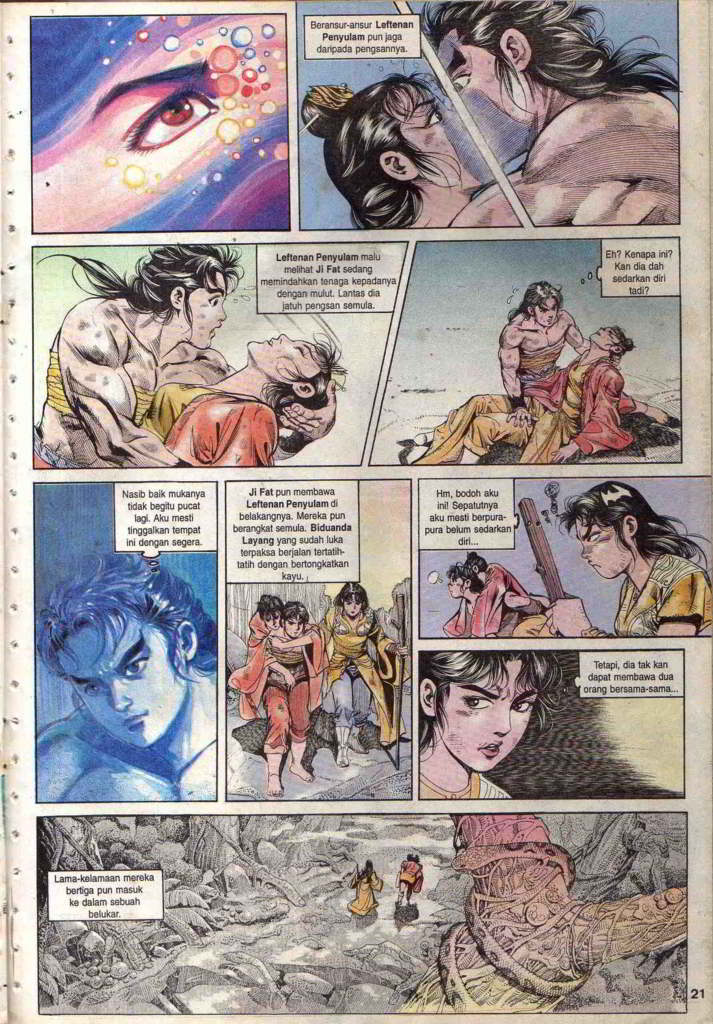 Beransur-ansur Leftenan
Penyulam pun jaga
daripada pengsannya.
Leftenan Penyulam malu
melihat Ji Fat sedang
memindahkan tenaga kepadanya
dengan mulut. Lantas dia
jatuh pengsan semula.
Eh? Kenapa ini?
Kan dia dah
sedarkan diri
tadi?
Nasib baik mukanya
tidak begitu pucat
lagi. Aku mesti
tinggalkan tempat
ini dengan segera.
Ji Fat pun membawa
Leftenan Penyulam di
belakangnya. Mereka pun
berangkat semula. Biduanda
Layang yang sudah luka
terpaksa berjalan tertatih-
tatih dengan bertongkatkan
kayu.
Hm, bodoh aku
ini! Sepatutnya
aku mesti berpura-
pura belum sedarkan
diri...
Tetapi, dia tak kan
dapat membawa dua
orang bersama-sama...
Lama-kelamaan mereka
bertiga pun masuk
ke dalam sebuah
belukar.
21